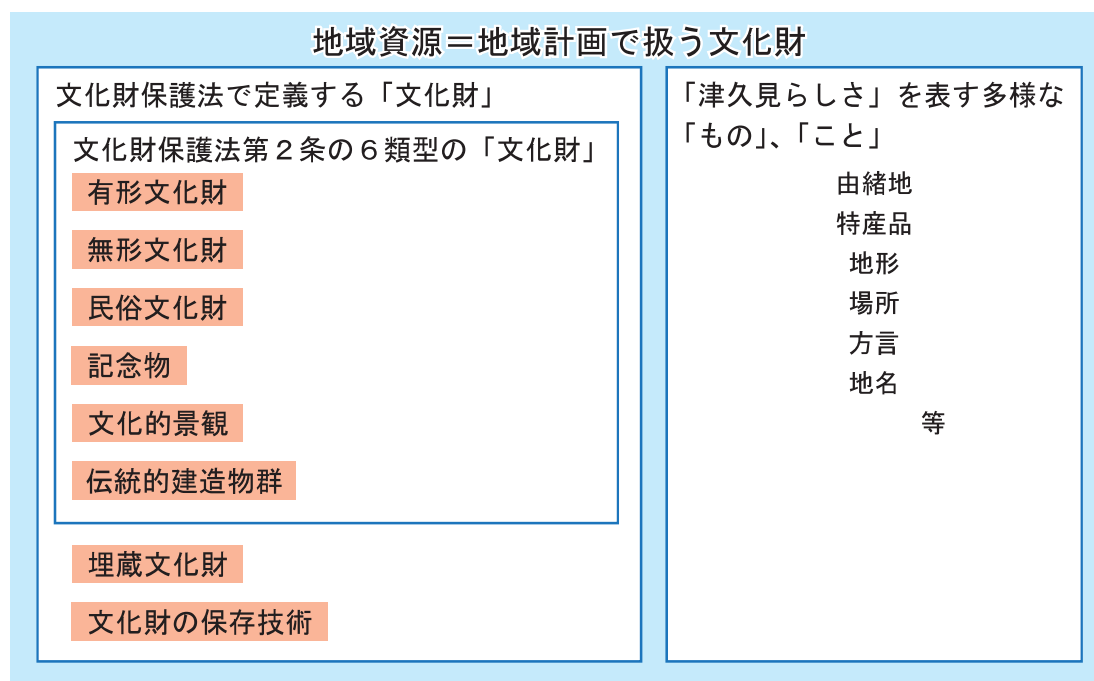 地域資源＝地域計画で扱う文化財
文化財保護法で定義する「文化財」
文化財保護法第２条の６類型の「文化財」
有形文化財
無形文化財
民俗文化財
記念物
文化的景観
伝統的建造物群
埋蔵文化財
文化財の保存技術
「津久見らしさ」を表す多様な
「もの」、「こと」
由緒地
特産品
地形
場所
方言
地名
等